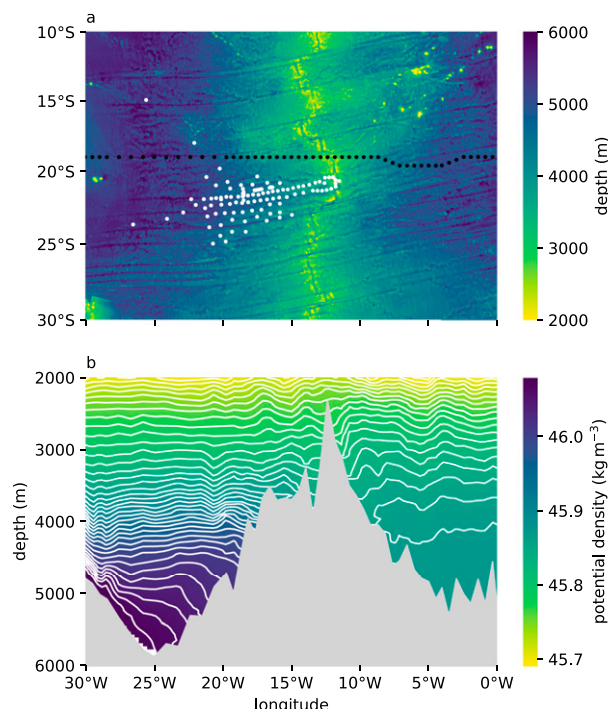 a
10°S
15°S
20°S
25°S
30°S
6000
5000
4000
3000
2000
depth (m)
b
2000
3000
4000
5000
6000
depth (m)
30°W
25°W
20°W
15°W
10°W
5°W
0°W
longitude
46.0
45.9
45.8
45.7
potential density (kg m⁻³)